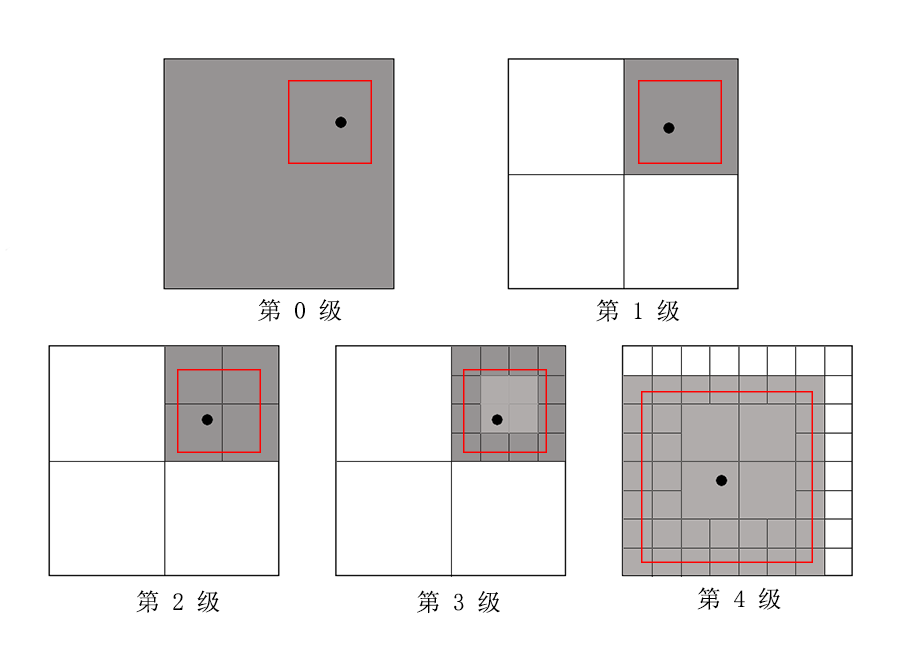 第 0 级
第 1 级
第 2 级
第 3 级
第 4 级